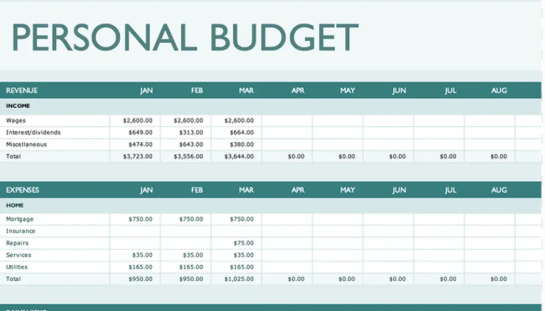 PERSONAL BUDGET
REVENUE JAN FEB MAR APR MAY JUN JUL AUG
INCOME
Wages $2,600.00 $2,600.00 $2,600.00
Interest/dividends $649.00 $313.00 $664.00
Miscellaneous $474.00 $643.00 $380.00
Total $3,723.00 $3,556.00 $3,644.00 $0.00 $0.00 $0.00 $0.00 $0.00
EXPENSES JAN FEB MAR APR MAY JUN JUL AUG
HOME
Mortgage $750.00 $750.00 $750.00
Insurance
Repairs $75.00
Services $35.00 $35.00 $35.00
Utilities $165.00 $165.00 $165.00
Total $950.00 $950.00 $1,025.00 $0.00 $0.00 $0.00 $0.00 $0.00